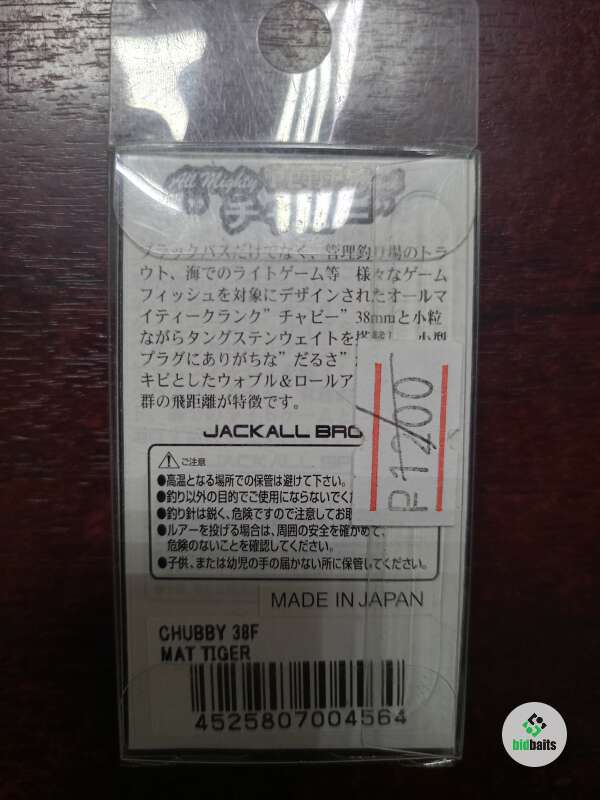 All Mighty
チャビー
ブラックバスだけでなく、管理釣り場のトラ
ウト、海でのライトゲーム等 様々なゲーム
フィッシュを対象にデザインされたオールマ
イティークランク”チャビー”38mmと小粒
ながらタングステンウェイトを搭載し、小型
プラグにありがちな”だるさ”
キビとしたウォブル＆ロールア
群の飛距離が特徴です。
JACKALL BRO
P1200
ご注意
●高温となる場所での保管は避けて下さい。
●釣り以外の目的でご使用にならないでく
●釣り針は鋭く、危険ですので注意してお取
●ルアーを投げる場合は、周囲の安全を確かめて、
危険のないことを確認してください。
●子供、または幼児の手の届かない所に保管してください。
MADE IN JAPAN
CHUBBY 38F
MAT TIGER
4525807004564
bidbaits